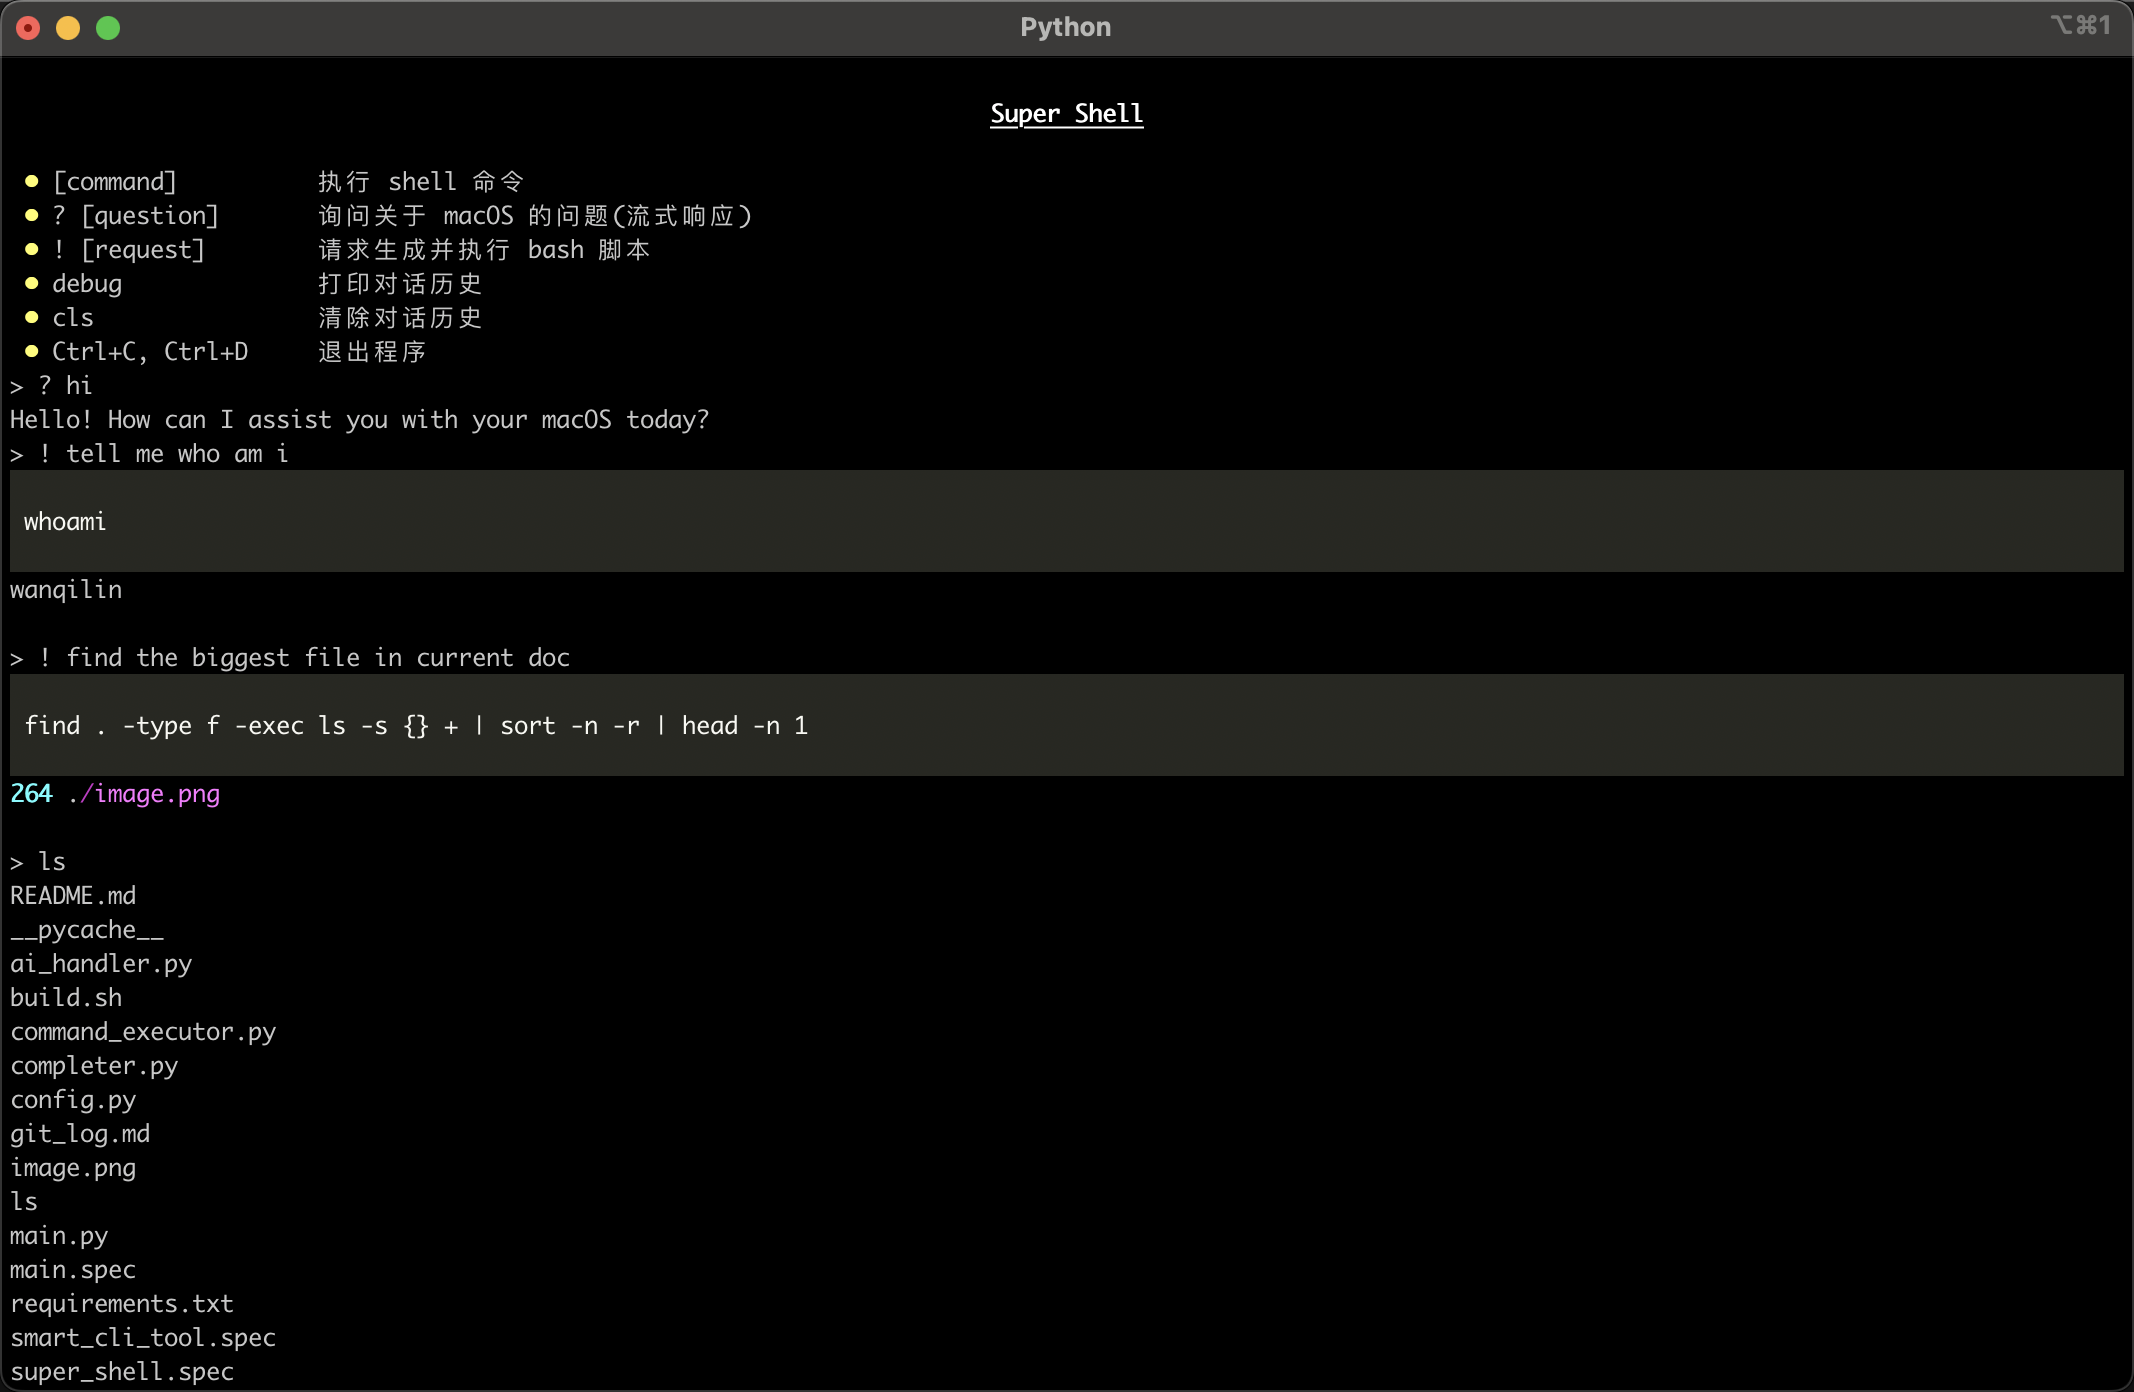 Python
⌥⌘1
Super Shell
• [command] 执行 shell 命令
• ? [question] 询问关于 macOS 的问题(流式响应)
• ! [request] 请求生成并执行 bash 脚本
• debug 打印对话历史
• cls 清除对话历史
• Ctrl+C, Ctrl+D 退出程序
> ? hi
Hello! How can I assist you with your macOS today?
> ! tell me who am i
whoami
wanqilin
> ! find the biggest file in current doc
find . -type f -exec ls -s {} + | sort -n -r | head -n 1
264 ./image.png
> ls
README.md
__pycache__
ai_handler.py
build.sh
command_executor.py
completer.py
config.py
git_log.md
image.png
ls
main.py
main.spec
requirements.txt
smart_cli_tool.spec
super_shell.spec